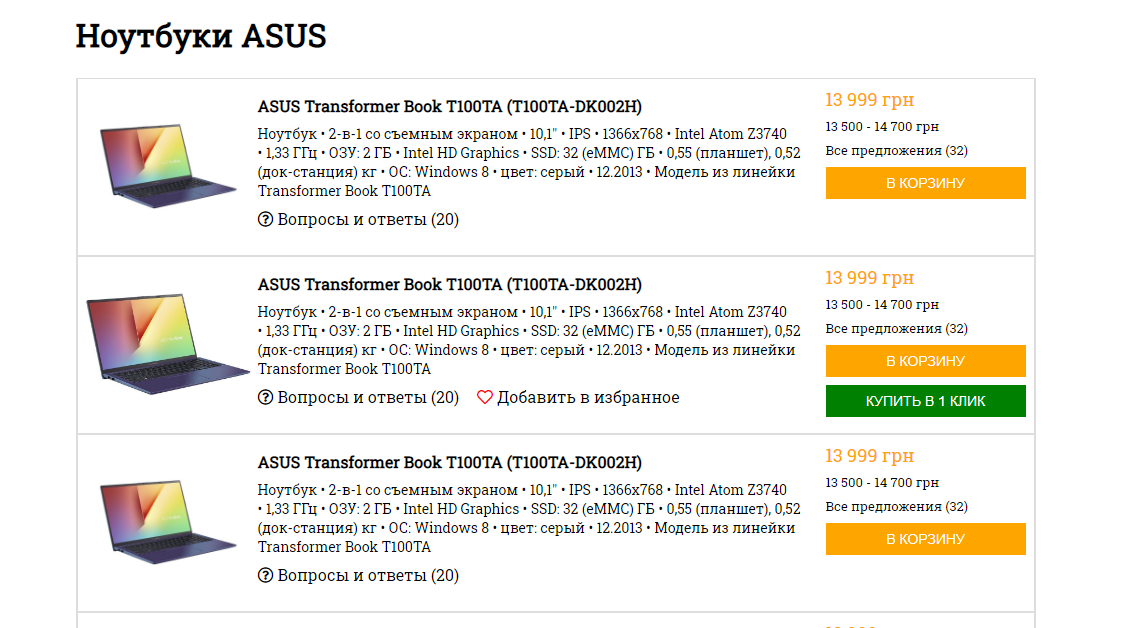 Ноутбуки ASUS
ASUS Transformer Book T100TA (T100TA-DK002H)
Ноутбук • 2-в-1 со съемным экраном • 10,1" • IPS • 1366x768 • Intel Atom Z3740
• 1,33 ГГц • ОЗУ: 2 ГБ • Intel HD Graphics • SSD: 32 (eMMC) ГБ • 0,55 (планшет), 0,52
(док-станция) кг • ОС: Windows 8 • цвет: серый • 12.2013 • Модель из линейки
Transformer Book T100TA
Вопросы и ответы (20)
13 999 грн
13 500 - 14 700 грн
Все предложения (32)
В КОРЗИНУ
ASUS Transformer Book T100TA (T100TA-DK002H)
Ноутбук • 2-в-1 со съемным экраном • 10,1" • IPS • 1366x768 • Intel Atom Z3740
• 1,33 ГГц • ОЗУ: 2 ГБ • Intel HD Graphics • SSD: 32 (eMMC) ГБ • 0,55 (планшет), 0,52
(док-станция) кг • ОС: Windows 8 • цвет: серый • 12.2013 • Модель из линейки
Transformer Book T100TA
Вопросы и ответы (20) Добавить в избранное
13 999 грн
13 500 - 14 700 грн
Все предложения (32)
В КОРЗИНУ
КУПИТЬ В 1 КЛИК
ASUS Transformer Book T100TA (T100TA-DK002H)
Ноутбук • 2-в-1 со съемным экраном • 10,1" • IPS • 1366x768 • Intel Atom Z3740
• 1,33 ГГц • ОЗУ: 2 ГБ • Intel HD Graphics • SSD: 32 (eMMC) ГБ • 0,55 (планшет), 0,52
(док-станция) кг • ОС: Windows 8 • цвет: серый • 12.2013 • Модель из линейки
Transformer Book T100TA
Вопросы и ответы (20)
13 999 грн
13 500 - 14 700 грн
Все предложения (32)
В КОРЗИНУ